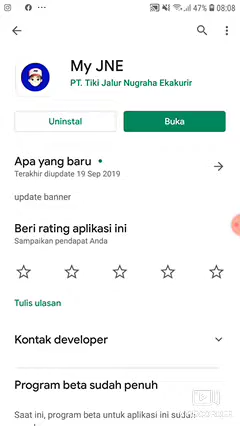 47% 08:08
My JNE
PT. Tiki Jalur Nugraha Ekakurir
Uninstal
Buka
Apa yang baru
Terakhir diupdate 19 Sep 2019
update banner
Beri rating aplikasi ini
Sampaikan pendapat Anda
Tulis ulasan
Kontak developer
Program beta sudah penuh
Saat ini, program beta untuk aplikasi ini sudah